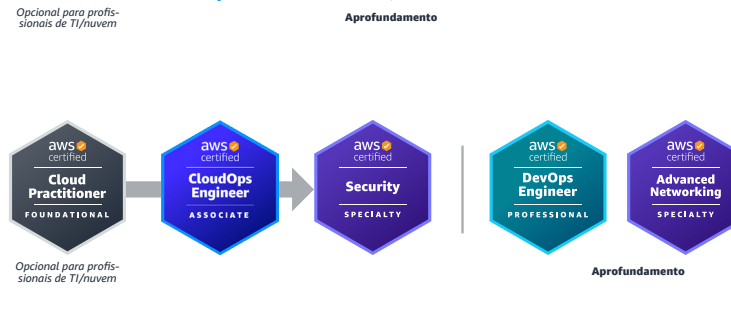 Opcional para profis-
sionais de TI/nuvem
Aprofundamento
aws
certified
Cloud
Practitioner
FOUNDATIONAL
aws
certified
CloudOps
Engineer
ASSOCIATE
aws
certified
Security
SPECIALTY
aws
certified
DevOps
Engineer
PROFESSIONAL
aws
certified
Advanced
Networking
SPECIALTY
Opcional para profis-
sionais de TI/nuvem
Aprofundamento